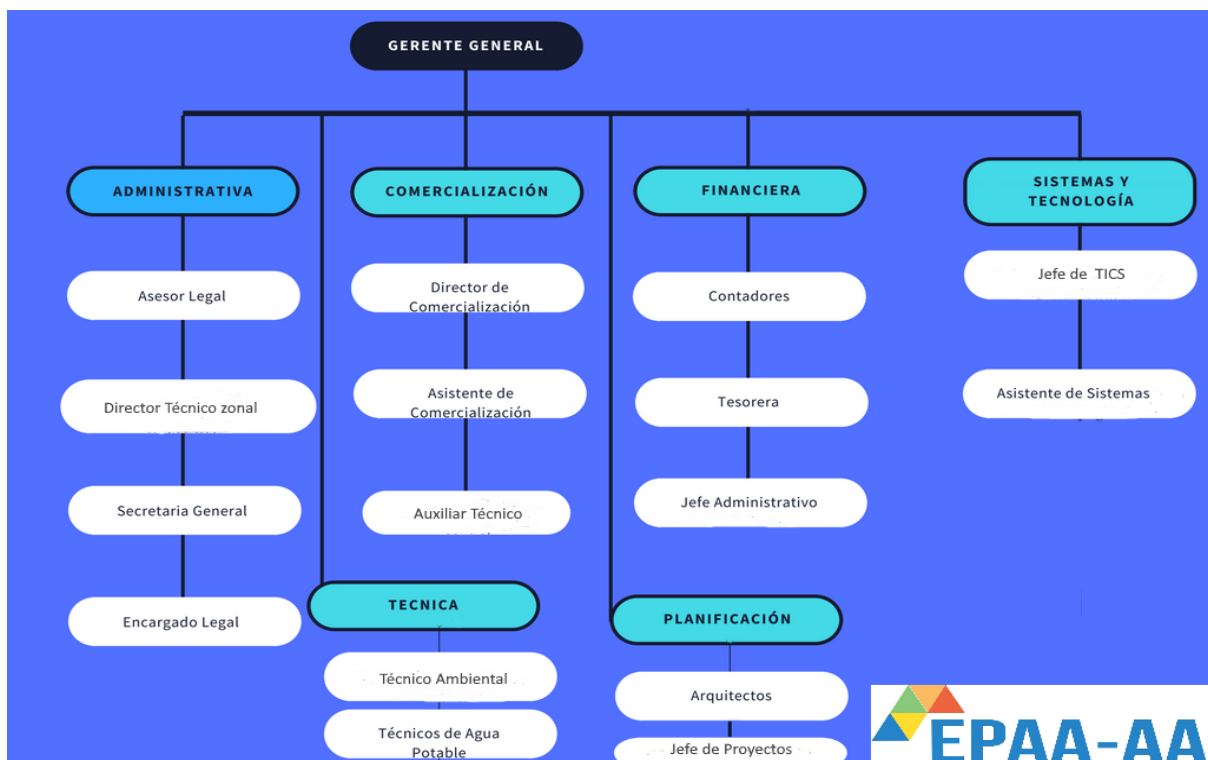 GERENTE GENERAL
ADMINISTRATIVA
Asesor Legal
Director Técnico zonal
Secretaria General
Encargado Legal
COMERCIALIZACIÓN
Director de
Comercialización
Asistente de
Comercialización
Auxiliar Técnico
FINANCIERA
Contadores
Tesorera
Jefe Administrativo
SISTEMAS Y
TECNOLOGÍA
Jefe de TICS
Asistente de Sistemas
TECNICA
Técnico Ambiental
Técnicos de Agua
Potable
PLANIFICACIÓN
Arquitectos
Jefe de Proyectos
EPAA-AA